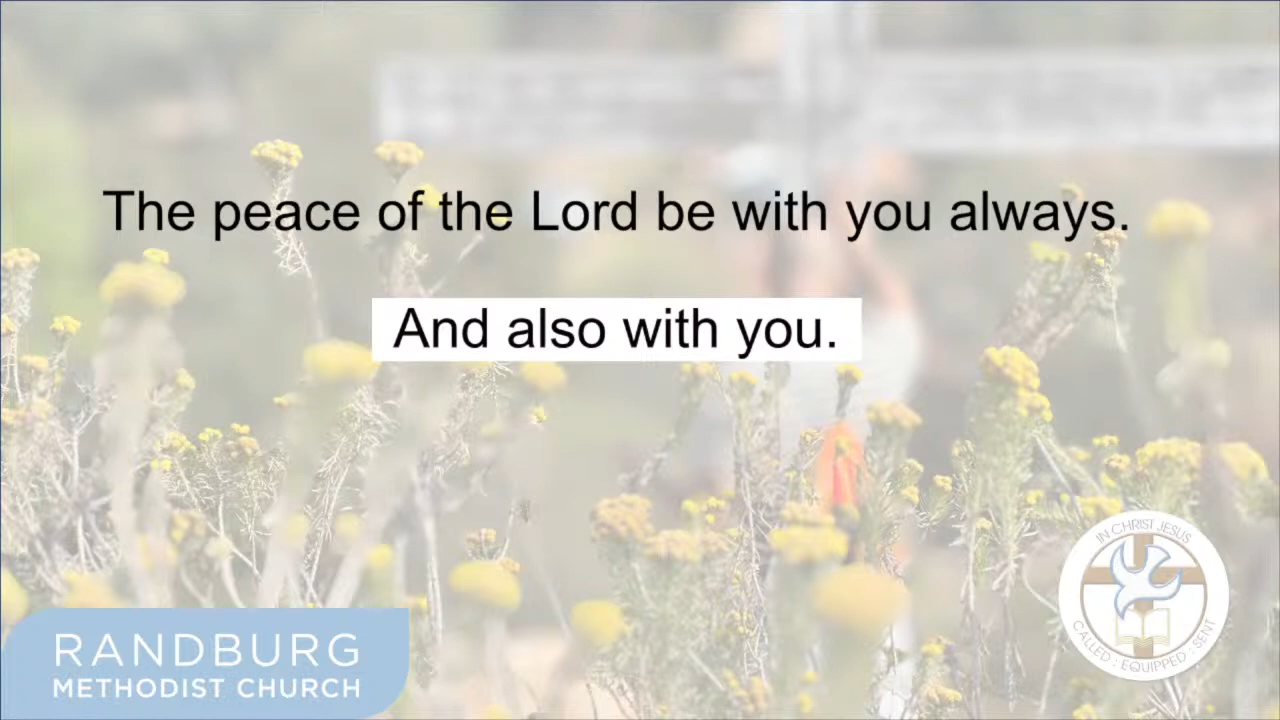 The peace of the Lord be with you always.
And also with you.
RANDBURG
METHODIST CHURCH
IN CHRIST JESUS
CALLED : EQUIPPED : SENT